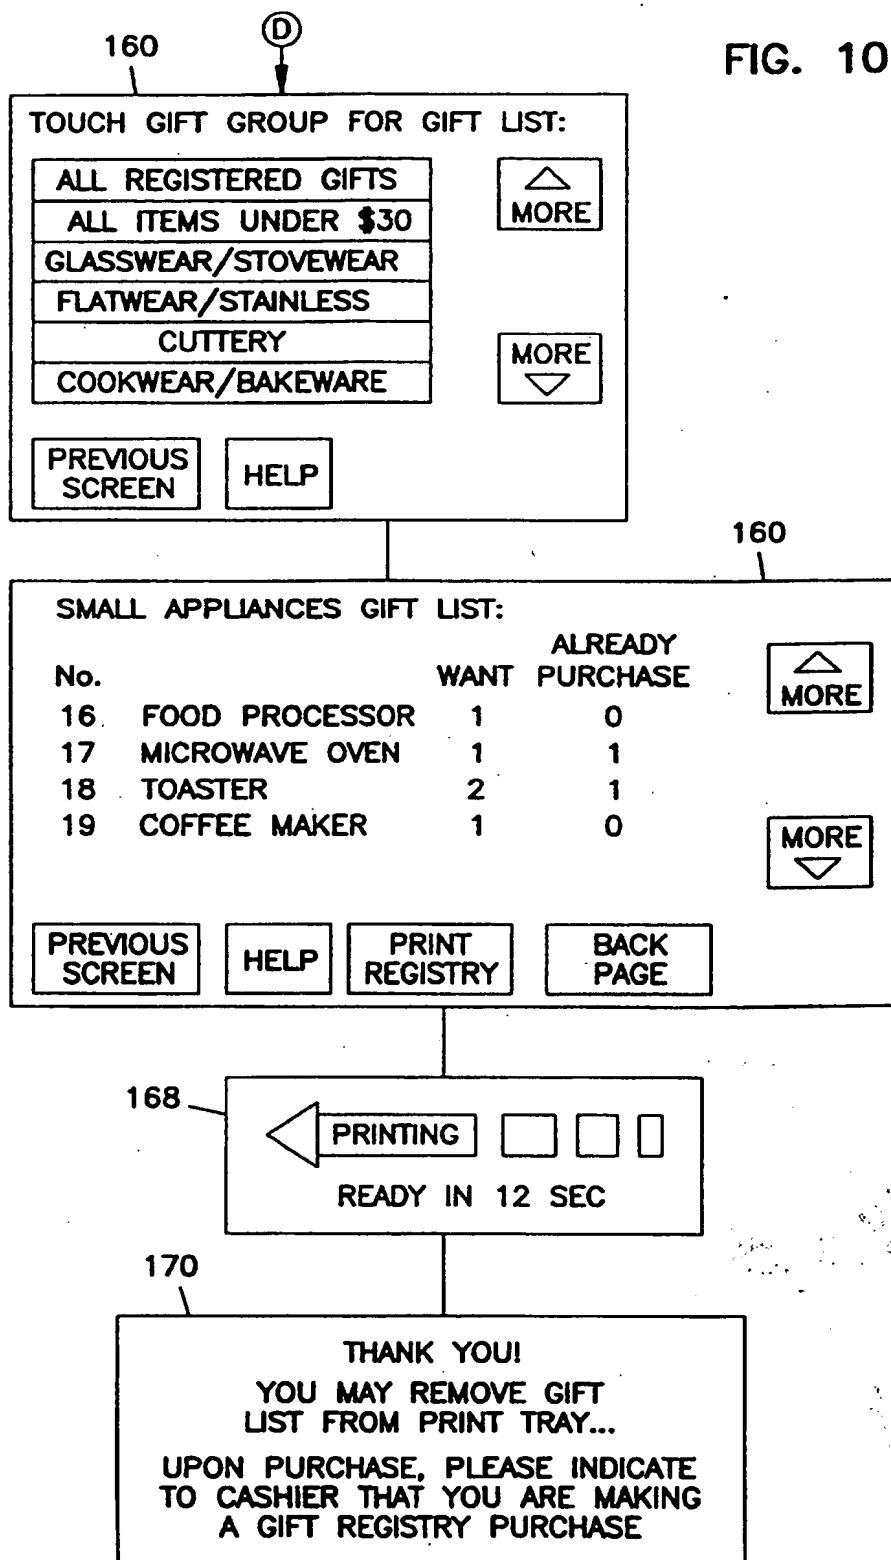 D
160
FIG. 10
TOUCH GIFT GROUP FOR GIFT LIST:
ALL REGISTERED GIFTS
ALL ITEMS UNDER $30
GLASSWEAR/STOVEWEAR
FLATWEAR/STAINLESS
CUTTERY
COOKWEAR/BAKEWARE
MORE
MORE
PREVIOUS
SCREEN
HELP
160
SMALL APPLIANCES GIFT LIST:
ALREADY
No. WANT PURCHASE
16 FOOD PROCESSOR 1 0
17 MICROWAVE OVEN 1 1
18 TOASTER 2 1
19 COFFEE MAKER 1 0
MORE
MORE
PREVIOUS
SCREEN
HELP
PRINT
REGISTRY
BACK
PAGE
168
PRINTING
READY IN 12 SEC
170
THANK YOU!
YOU MAY REMOVE GIFT
LIST FROM PRINT TRAY...
UPON PURCHASE, PLEASE INDICATE
TO CASHIER THAT YOU ARE MAKING
A GIFT REGISTRY PURCHASE